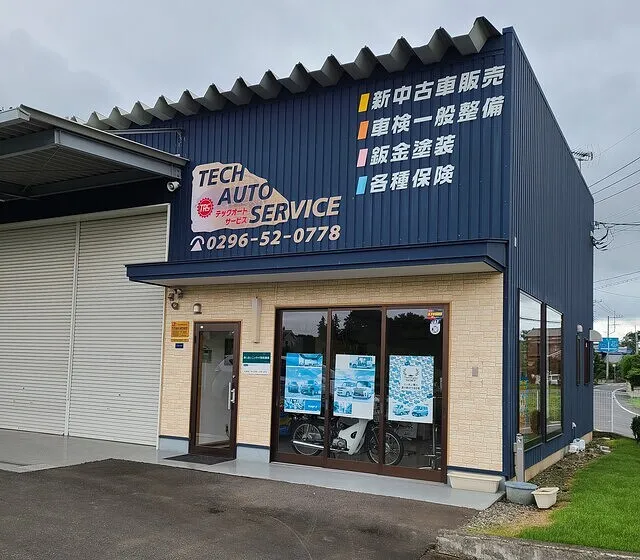 新中古車販売
車検一般整備
鈑金塗装
各種保険
TECH
AUTO
SERVICE
TAS
テックオート
サービス
0296-52-0778